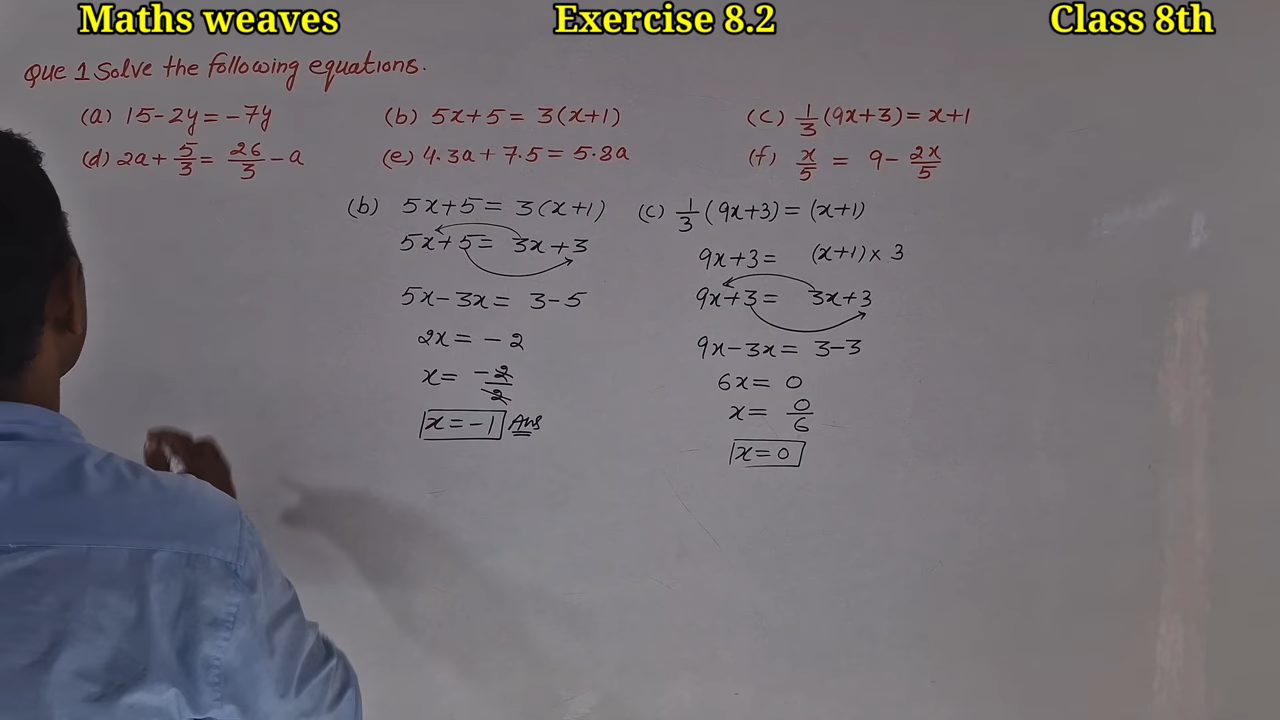 Maths weaves Exercise 8.2 Class 8th
Que 1 Solve the following equations.
(a) 15-2y = -7y (b) 5x+5 = 3(x+1) (c) 1/3 (9x+3) = x+1
(d) 2a + 5/3 = 26/3 - a (e) 4.3a + 7.5 = 5.8a (f) x/5 = 9 - 2x/5
(b) 5x+5 = 3(x+1)
5x+5 = 3x+3
5x-3x = 3-5
2x = -2
x = -2/2
x = -1 Ans
(c) 1/3 (9x+3) = (x+1)
9x+3 = (x+1) × 3
9x+3 = 3x+3
9x-3x = 3-3
6x = 0
x = 0/6
x = 0